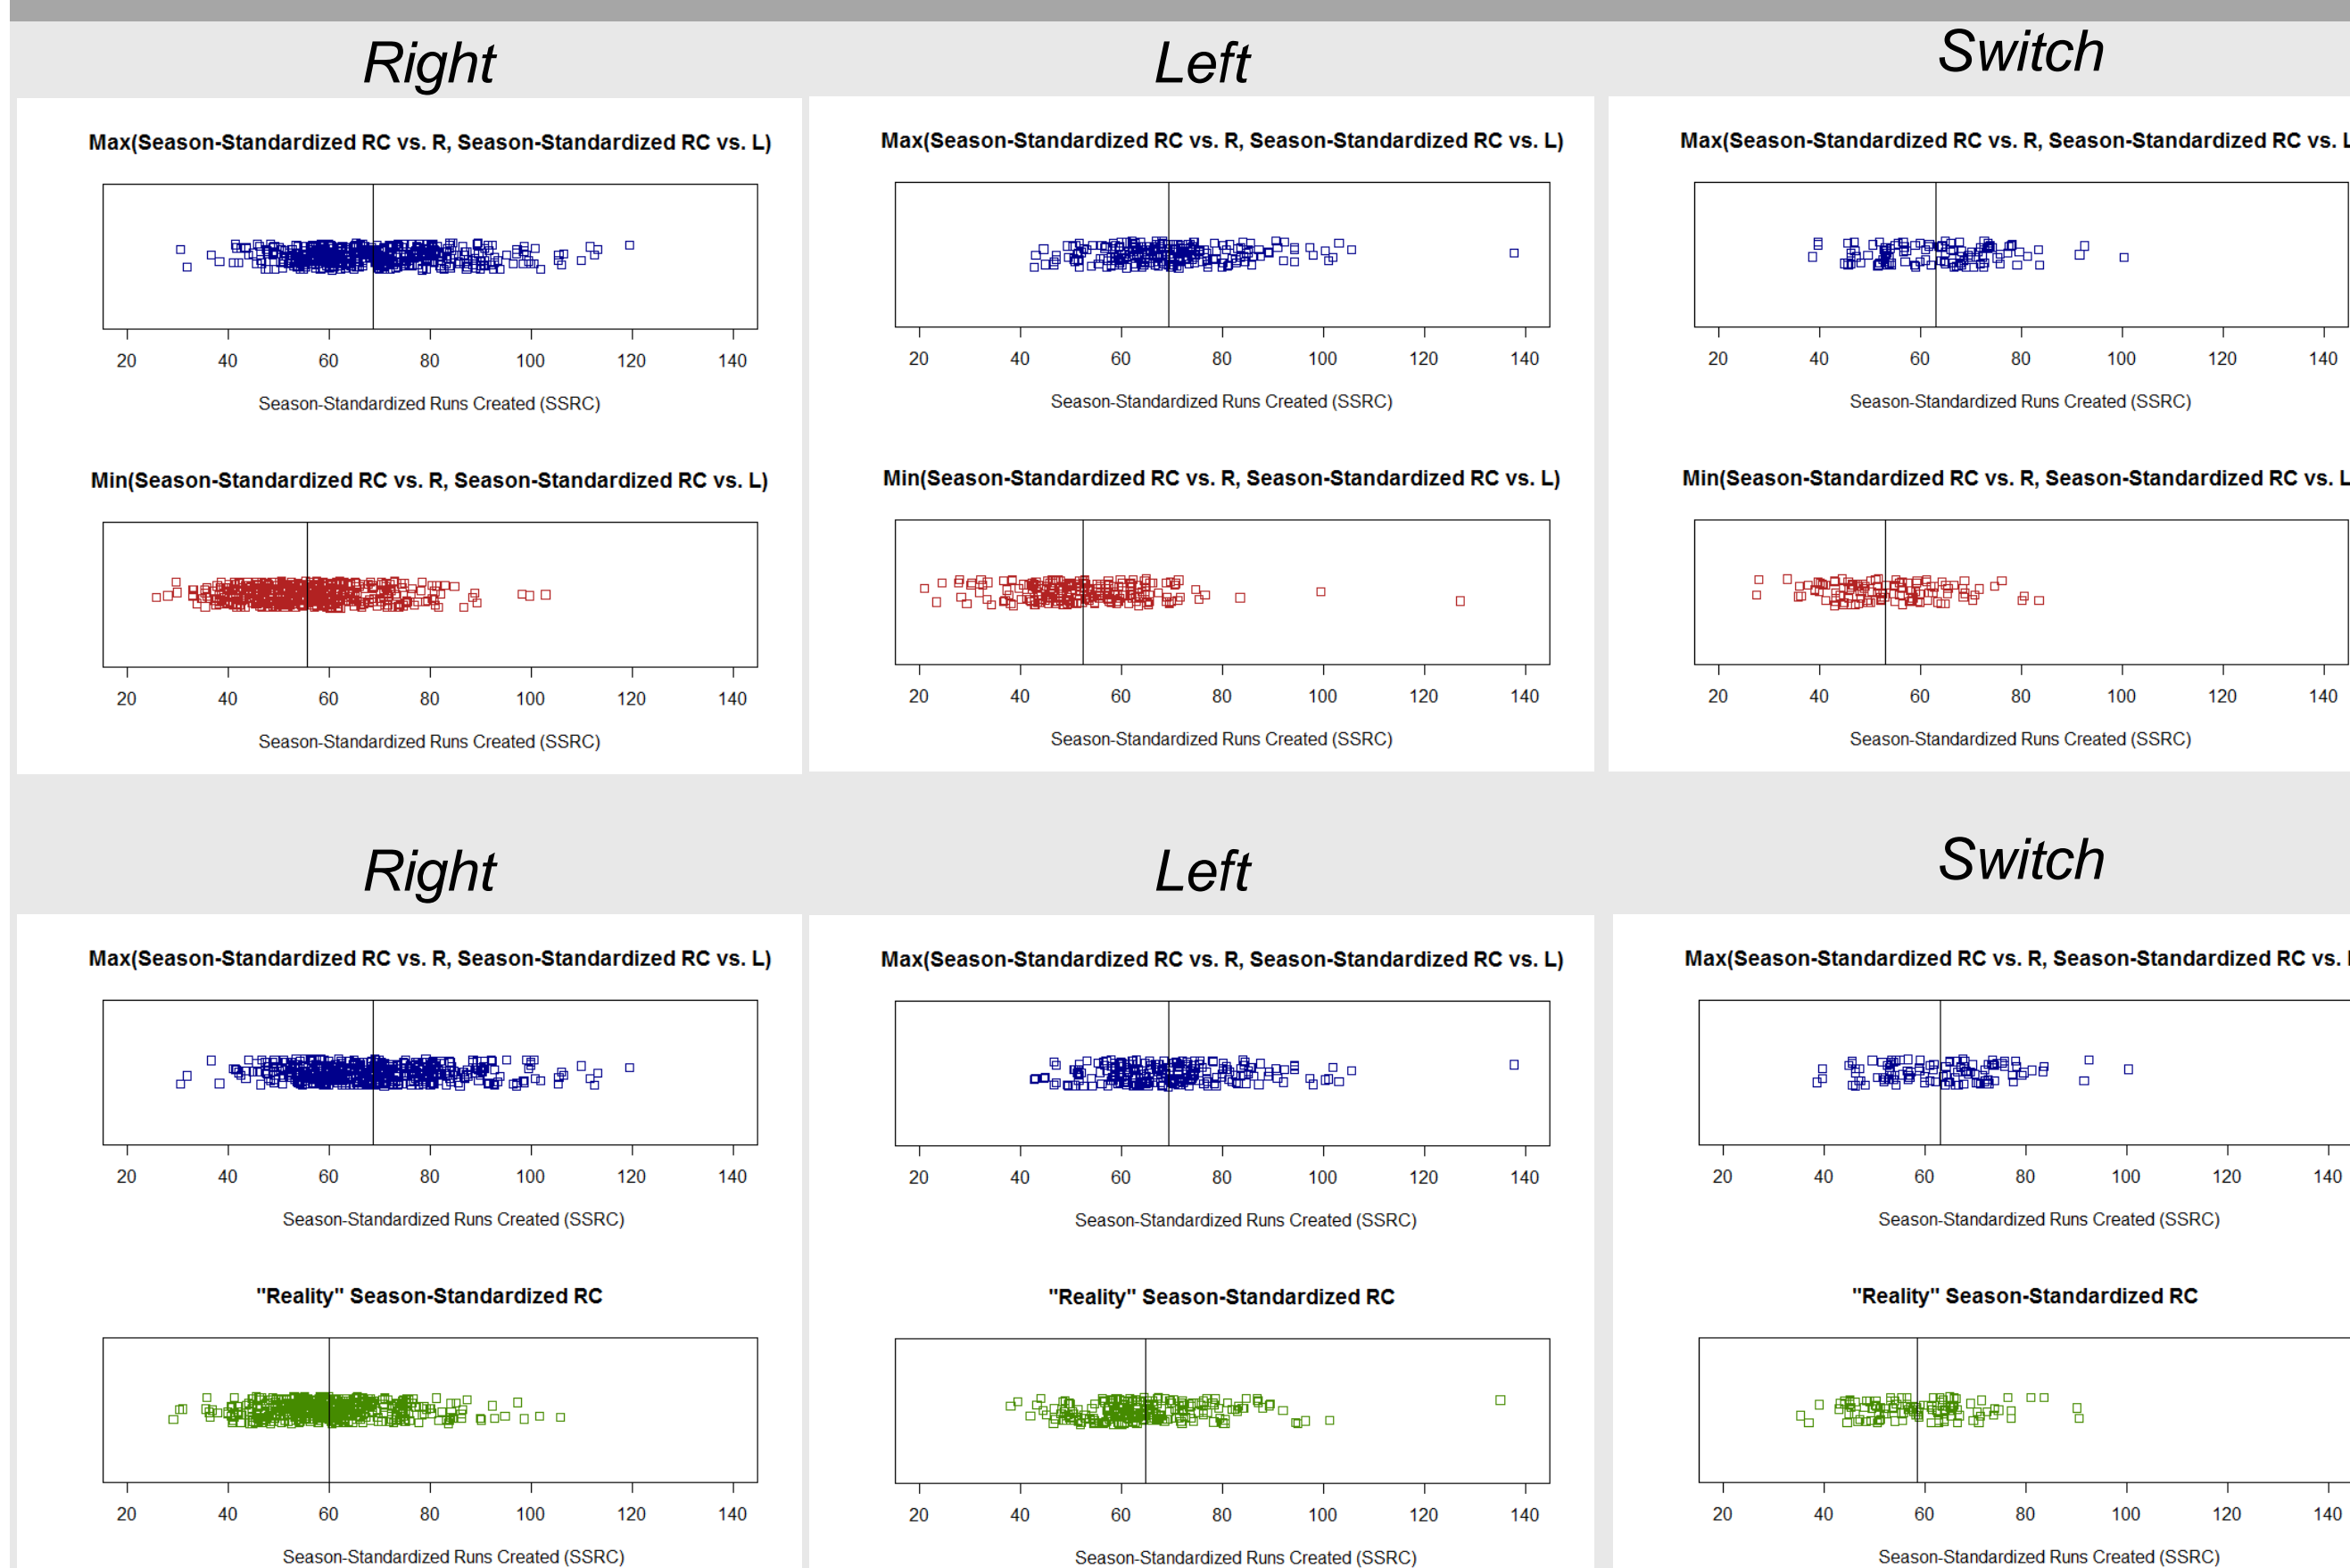 Right
Left
Switch
Max(Season-Standardized RC vs. R, Season-Standardized RC vs. L)
Max(Season-Standardized RC vs. R, Season-Standardized RC vs. L)
Max(Season-Standardized RC vs. R, Season-Standardized RC vs. L
20 40 60 80 100 120 140
20 40 60 80 100 120 140
20 40 60 80 100 120 140
Season-Standardized Runs Created (SSRC)
Season-Standardized Runs Created (SSRC)
Season-Standardized Runs Created (SSRC)
Min(Season-Standardized RC vs. R, Season-Standardized RC vs. L)
Min(Season-Standardized RC vs. R, Season-Standardized RC vs. L)
Min(Season-Standardized RC vs. R, Season-Standardized RC vs. L
20 40 60 80 100 120 140
20 40 60 80 100 120 140
20 40 60 80 100 120 140
Season-Standardized Runs Created (SSRC)
Season-Standardized Runs Created (SSRC)
Season-Standardized Runs Created (SSRC)
Right
Left
Switch
Max(Season-Standardized RC vs. R, Season-Standardized RC vs. L)
Max(Season-Standardized RC vs. R, Season-Standardized RC vs. L)
Max(Season-Standardized RC vs. R, Season-Standardized RC vs.
20 40 60 80 100 120 140
20 40 60 80 100 120 140
20 40 60 80 100 120 140
Season-Standardized Runs Created (SSRC)
Season-Standardized Runs Created (SSRC)
Season-Standardized Runs Created (SSRC)
"Reality" Season-Standardized RC
"Reality" Season-Standardized RC
"Reality" Season-Standardized RC
20 40 60 80 100 120 140
20 40 60 80 100 120 140
20 40 60 80 100 120 140
Season-Standardized Runs Created (SSRC)
Season-Standardized Runs Created (SSRC)
Season-Standardized Runs Created (SSRC)